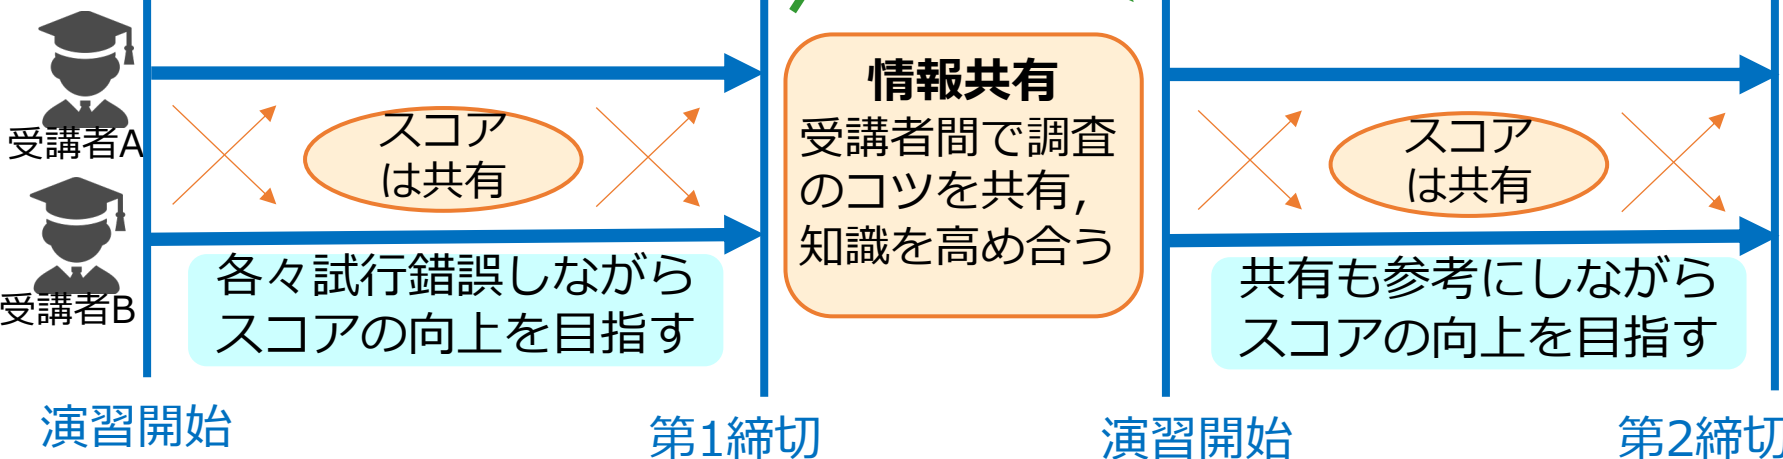 受講者A
受講者B
スコア
は共有
各々試行錯誤しながら
スコアの向上を目指す
情報共有
受講者間で調査
のコツを共有,
知識を高め合う
スコア
は共有
共有も参考にしながら
スコアの向上を目指す
演習開始
第1締切
演習開始
第2締切